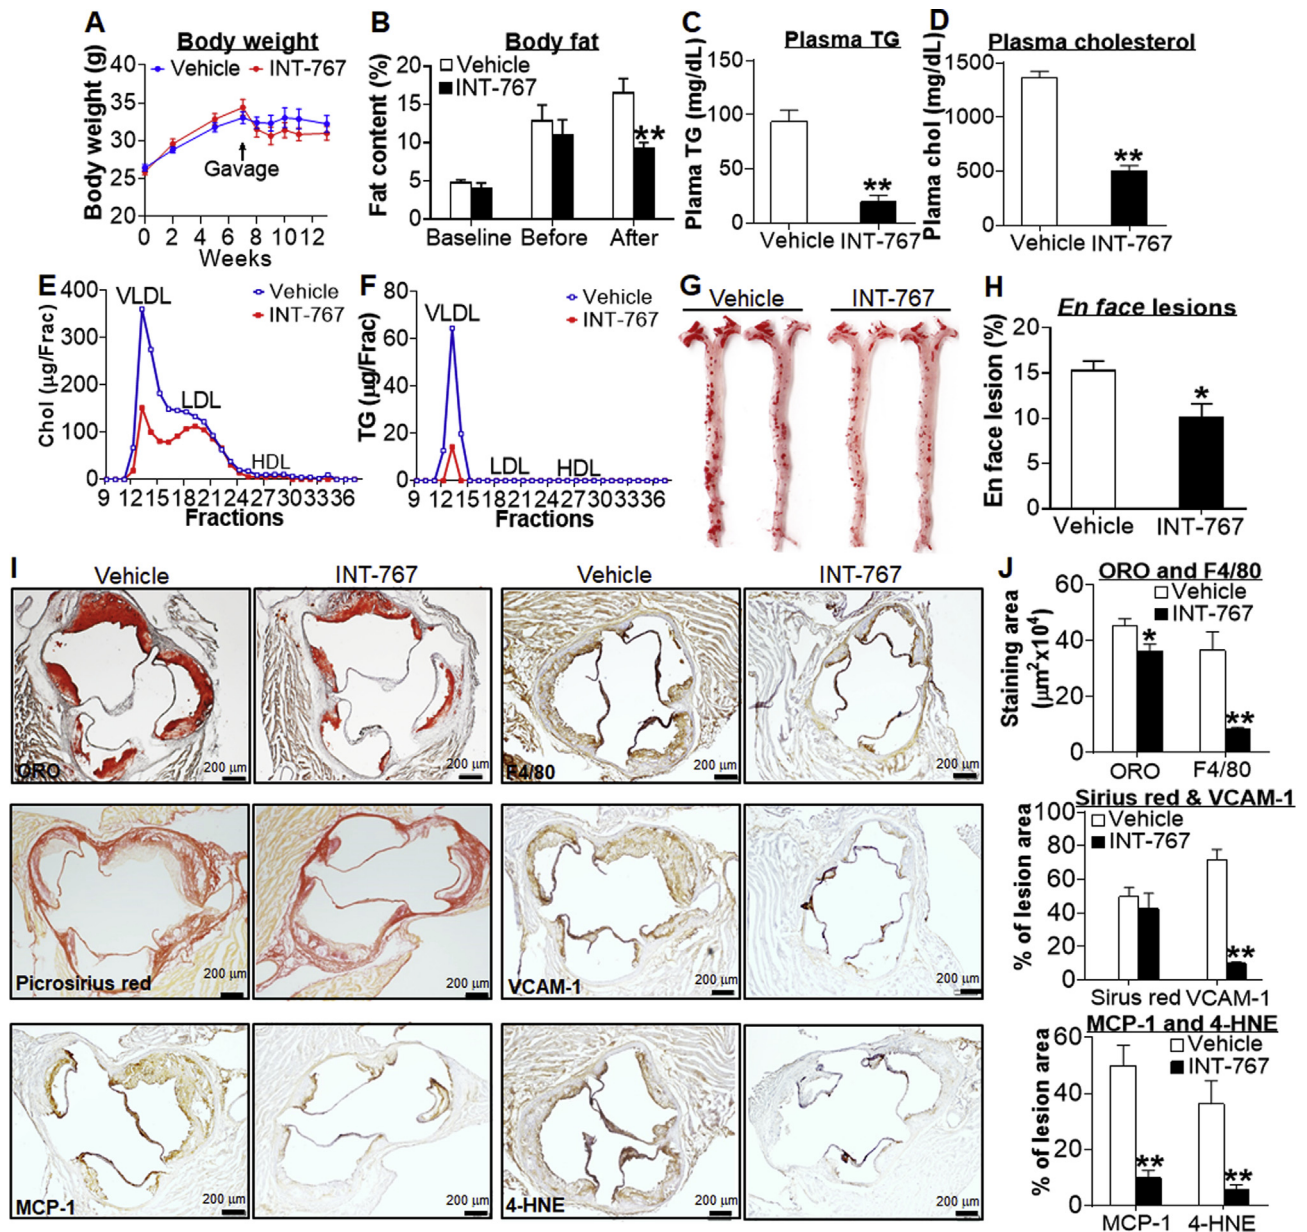 A
Body weight
Vehicle INT-767
Body weight (g)
40
35
30
25
20
Gavage
0 2 4 6 8 10 12
Weeks
B
Body fat
Vehicle
INT-767
Fat content (%)
20
15
10
5
0
**
Baseline Before After
C
Plasma TG
Plama TG (mg/dL)
150
100
50
0
**
Vehicle INT-767
D
Plasma cholesterol
Plama chol (mg/dL)
1500
1000
500
0
**
Vehicle INT-767
E
VLDL
Vehicle
INT-767
Chol (µg/Frac)
400
300
200
100
0
LDL
HDL
9 12 15 18 21 24 27 30 33 36
Fractions
F
VLDL
Vehicle
INT-767
TG (µg/Frac)
80
60
40
20
0
LDL HDL
9 12 15 18 21 24 27 30 33 36
Fractions
G
Vehicle INT-767
H
En face lesions
En face lesion (%)
20
15
10
5
0
*
Vehicle INT-767
I
Vehicle INT-767 Vehicle INT-767
ORO 200 µm 200 µm F4/80 200 µm 200 µm
Picrosirius red 200 µm 200 µm VCAM-1 200 µm 200 µm
MCP-1 200 µm 200 µm 4-HNE 200 µm 200 µm
J
ORO and F4/80
Vehicle
INT-767
Staining area
(µm²x10⁴)
60
40
20
0
* **
ORO F4/80
Sirius red & VCAM-1
Vehicle
INT-767
% of lesion area
100
80
60
40
20
0
**
Sirus red VCAM-1
MCP-1 and 4-HNE
Vehicle
INT-767
% of lesion area
60
40
20
0
** **
MCP-1 4-HNE